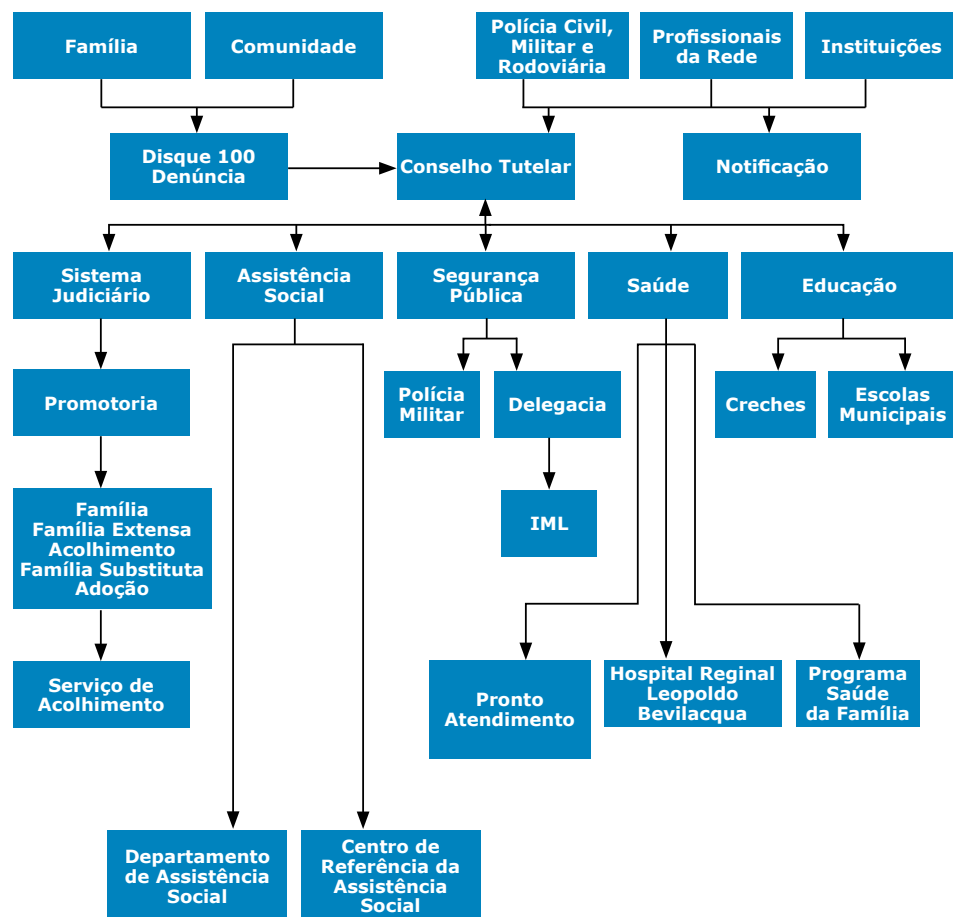 Família
Comunidade
Polícia Civil,
Militar e
Rodoviária
Profissionais
da Rede
Instituições
Disque 100
Denúncia
Conselho Tutelar
Notificação
Sistema
Judiciário
Assistência
Social
Segurança
Pública
Saúde
Educação
Promotoria
Polícia
Militar
Delegacia
Creches
Escolas
Municipais
Família
Família Extensa
Acolhimento
Família Substituta
Adoção
IML
Serviço de
Acolhimento
Pronto
Atendimento
Hospital Reginal
Leopoldo
Bevilacqua
Programa
Saúde
da Família
Departamento
de Assistência
Social
Centro de
Referência da
Assistência
Social